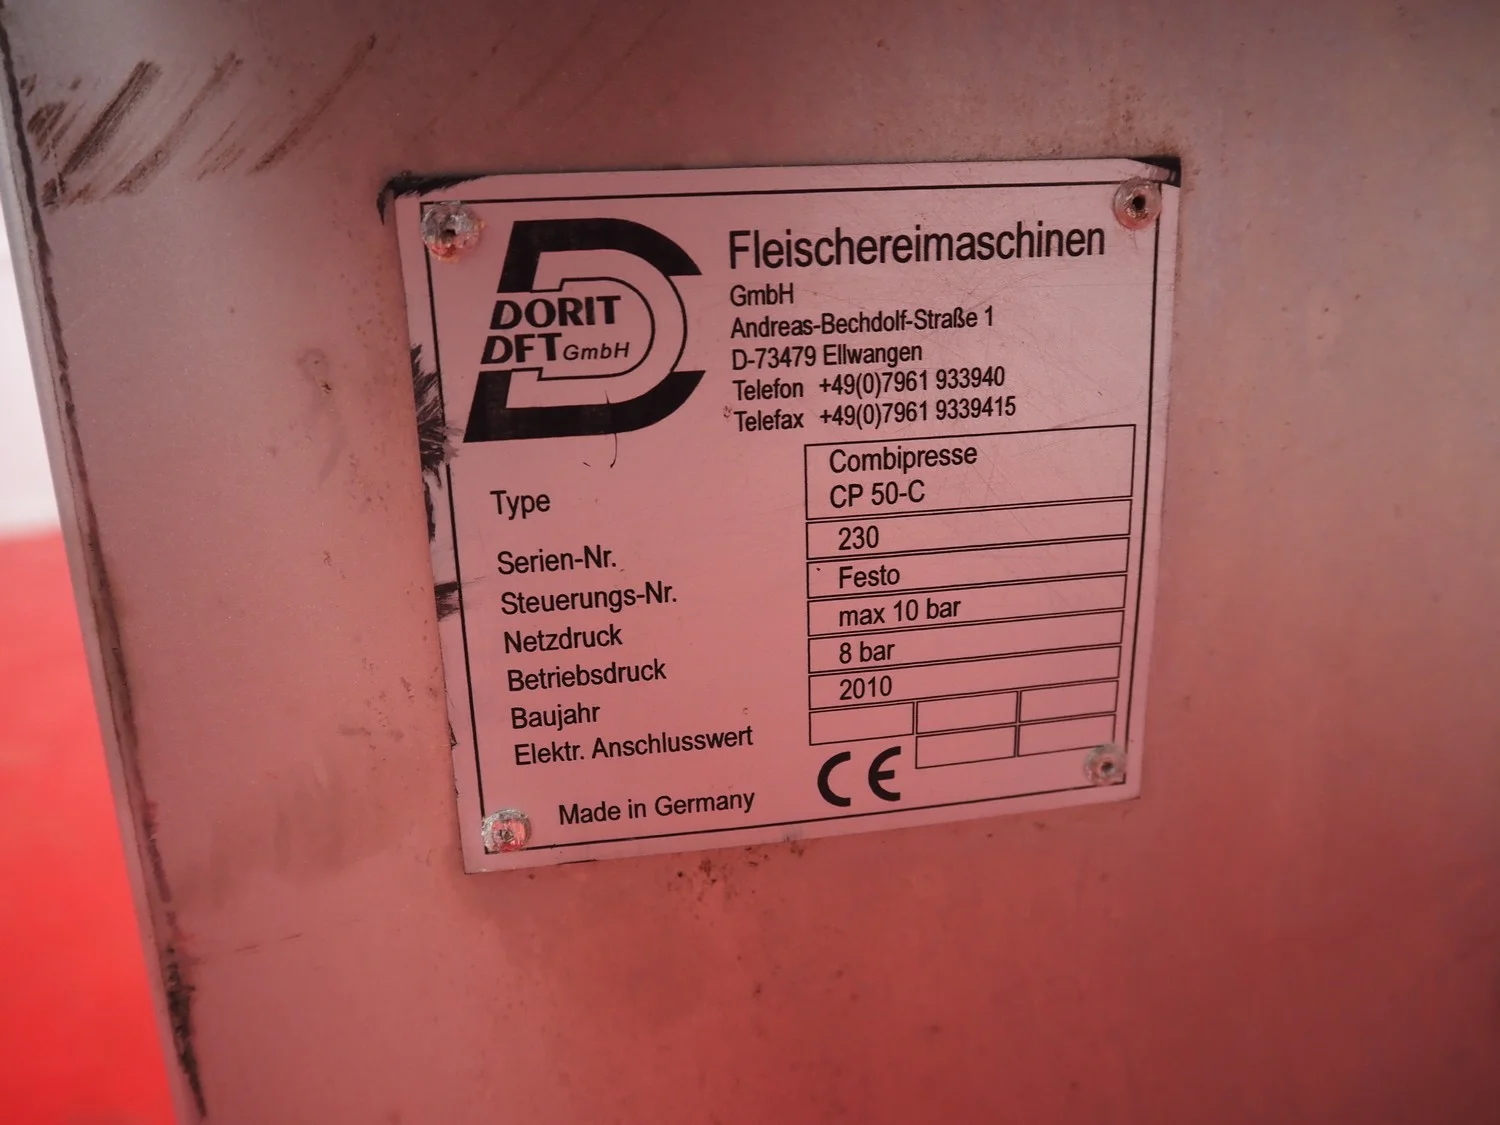 DORIT
DFT GmbH
Fleischereimaschinen
GmbH
Andreas-Bechdolf-Straße 1
D-73479 Ellwangen
Telefon +49(0)7961 933940
Telefax +49(0)7961 9339415
Type Combipresse
CP 50-C
Serien-Nr. 230
Steuerungs-Nr. Festo
Netzdruck max 10 bar
Betriebsdruck 8 bar
Baujahr 2010
Elektr. Anschlusswert
Made in Germany CE